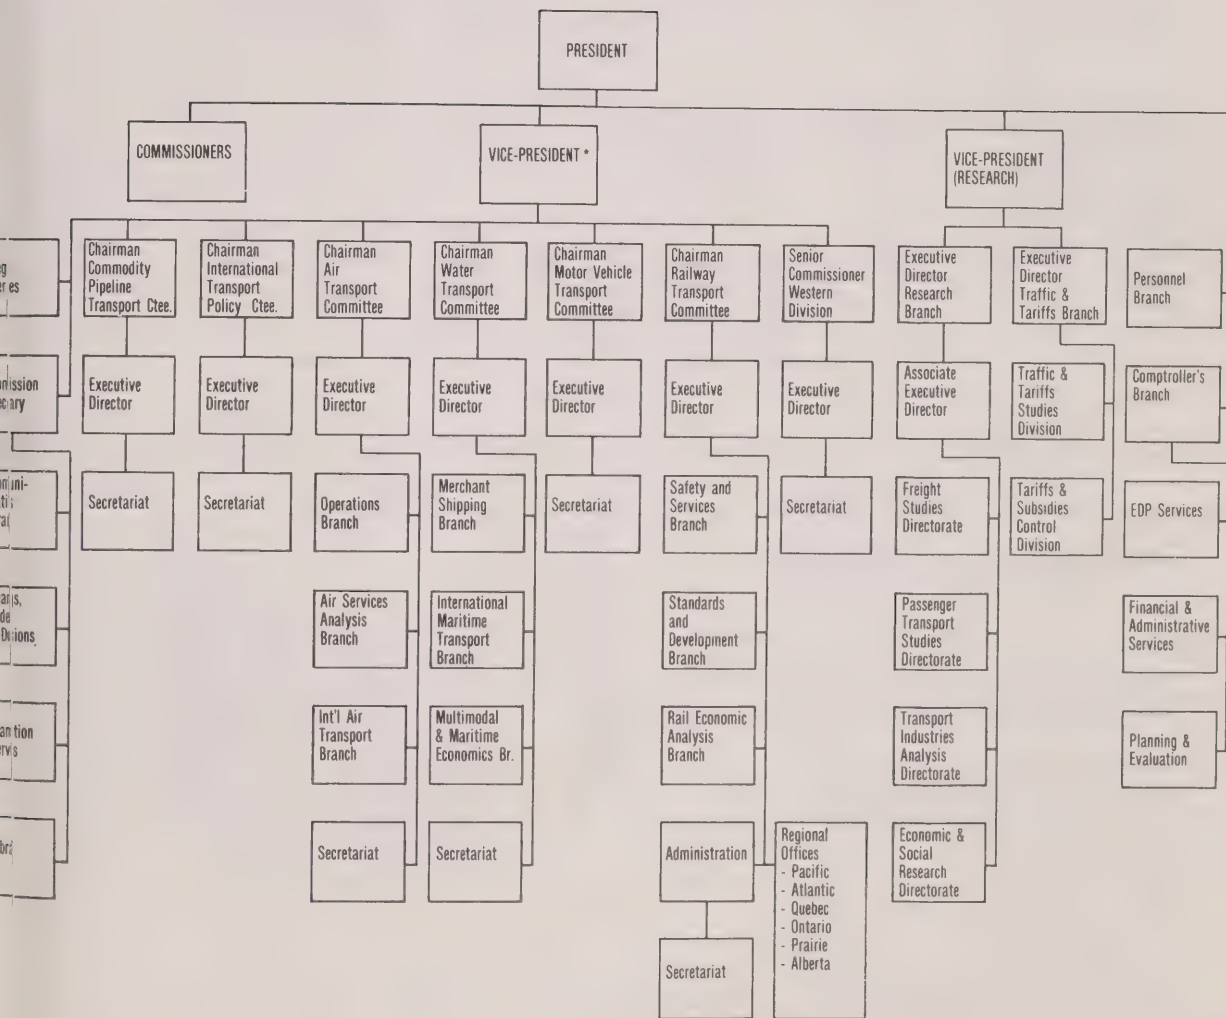 PRESIDENT
COMMISSIONERS
VICE-PRESIDENT *
VICE-PRESIDENT
(RESEARCH)
Chairman
Commodity
Pipeline
Transport Ctee.
Chairman
International
Transport
Policy Ctee.
Chairman
Air
Transport
Committee
Chairman
Water
Transport
Committee
Chairman
Motor Vehicle
Transport
Committee
Chairman
Railway
Transport
Committee
Senior
Commissioner
Western
Division
Executive
Director
Research
Branch
Executive
Director
Traffic &
Tariffs Branch
Personnel
Branch
Executive
Director
Executive
Director
Executive
Director
Executive
Director
Executive
Director
Executive
Director
Executive
Director
Associate
Executive
Director
Traffic &
Tariffs
Studies
Division
Comptroller's
Branch
Secretariat
Secretariat
Operations
Branch
Merchant
Shipping
Branch
Secretariat
Safety and
Services
Branch
Secretariat
Freight
Studies
Directorate
Tariffs &
Subsidies
Control
Division
EDP Services
Air Services
Analysis
Branch
International
Maritime
Transport
Branch
Standards
and
Development
Branch
Passenger
Transport
Studies
Directorate
Financial &
Administrative
Services
Int'l Air
Transport
Branch
Multimodal
& Maritime
Economics Br.
Rail Economic
Analysis
Branch
Transport
Industries
Analysis
Directorate
Planning &
Evaluation
Secretariat
Secretariat
Administration
Regional
Offices
- Pacific
- Atlantic
- Quebec
- Ontario
- Prairie
- Alberta
Economic &
Social
Research
Directorate
Secretariat